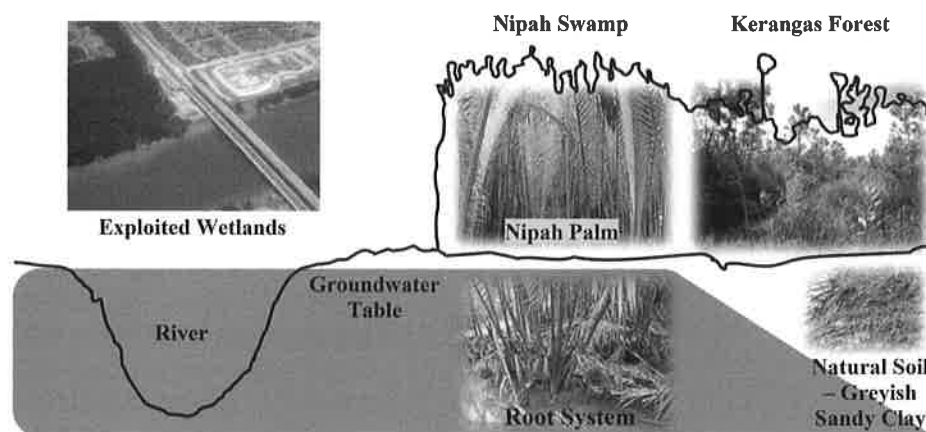 Nipah Swamp
Kerangas Forest
Exploited Wetlands
Nipah Palm
River
Groundwater
Table
Root System
Natural Soil
– Greyish
Sandy Clay